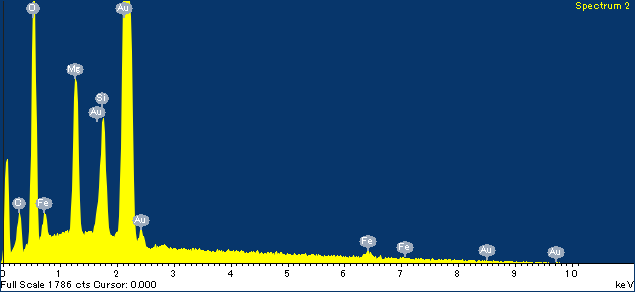 Spectrum 2
O Au
Mg
Si
Au
C Fe
Au
Fe Fe Au Au
0 1 2 3 4 5 6 7 8 9 10
Full Scale 1786 cts Cursor: 0.000 keV